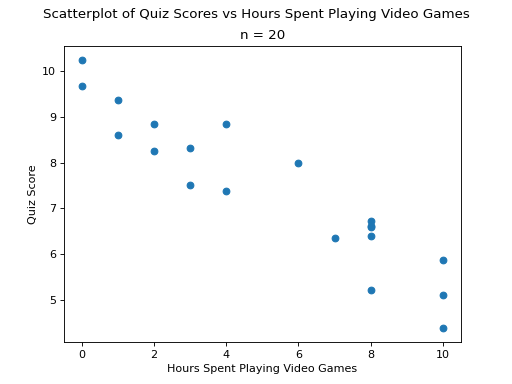 Scatterplot of Quiz Scores vs Hours Spent Playing Video Games
n = 20
10
9
8
7
6
5
Quiz Score
0 2 4 6 8 10
Hours Spent Playing Video Games